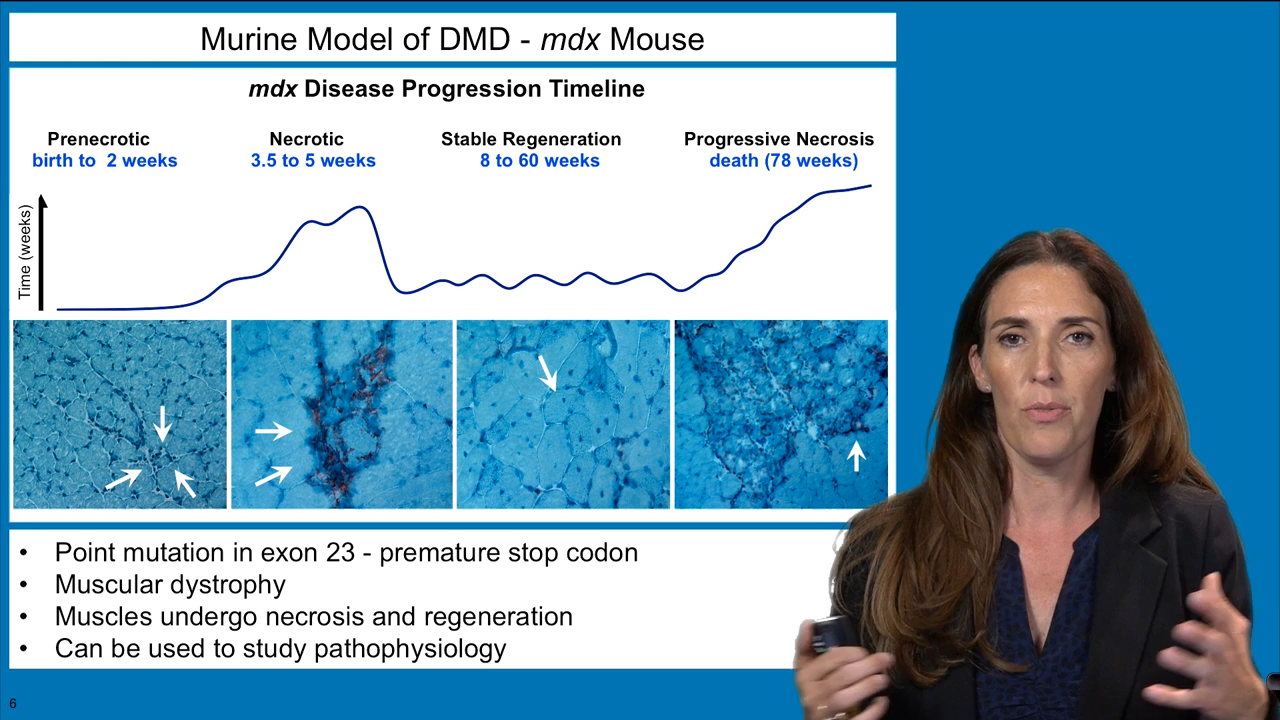 Murine Model of DMD - mdx Mouse
mdx Disease Progression Timeline
Prenecrotic
birth to 2 weeks
Necrotic
3.5 to 5 weeks
Stable Regeneration
8 to 60 weeks
Progressive Necrosis
death (78 weeks)
Time (weeks)
• Point mutation in exon 23 - premature stop codon
• Muscular dystrophy
• Muscles undergo necrosis and regeneration
• Can be used to study pathophysiology
6